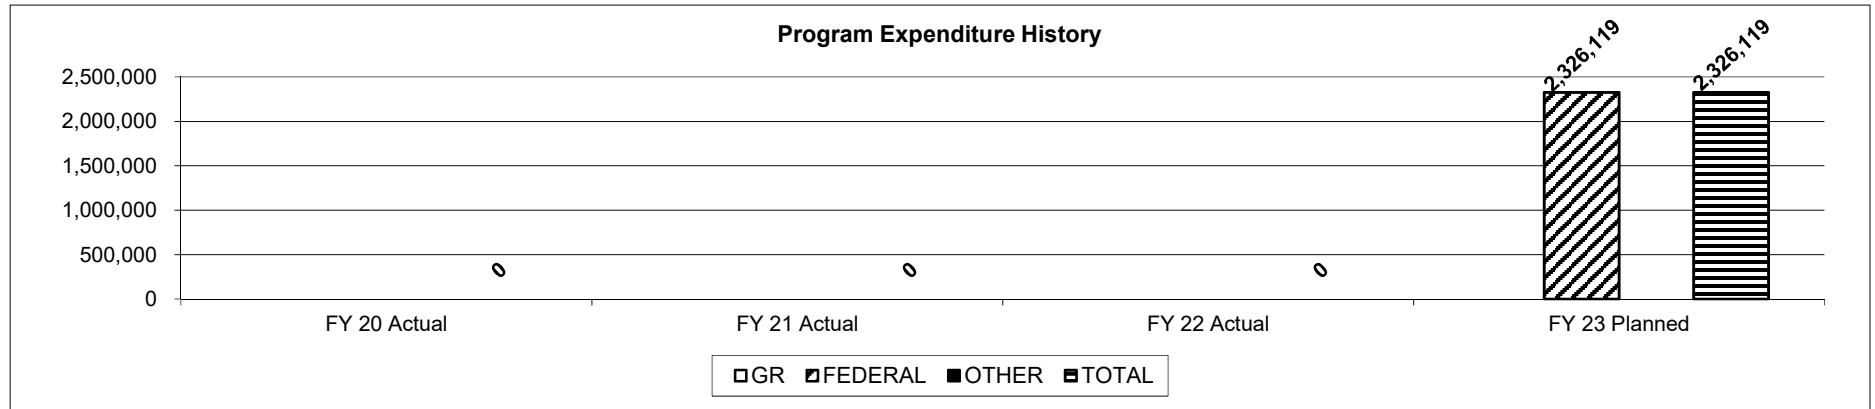 Program Expenditure History
2,326,119 2,326,119
2,500,000
2,000,000
1,500,000
1,000,000
500,000
0 0 0
0
FY 20 Actual FY 21 Actual FY 22 Actual FY 23 Planned
GR FEDERAL OTHER TOTAL